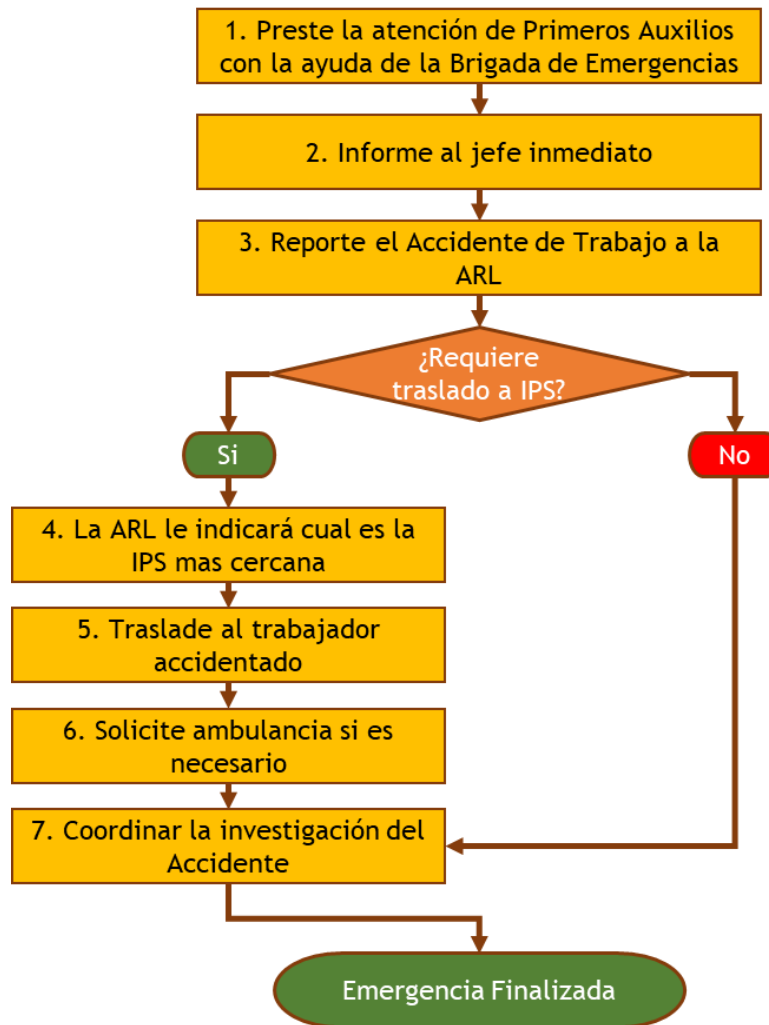 1. Preste la atención de Primeros Auxilios
con la ayuda de la Brigada de Emergencias
2. Informe al jefe inmediato
3. Reporte el Accidente de Trabajo a la
ARL
¿Requiere
traslado a IPS?
Si
No
4. La ARL le indicará cual es la
IPS mas cercana
5. Traslade al trabajador
accidentado
6. Solicite ambulancia si es
necesario
7. Coordinar la investigación del
Accidente
Emergencia Finalizada